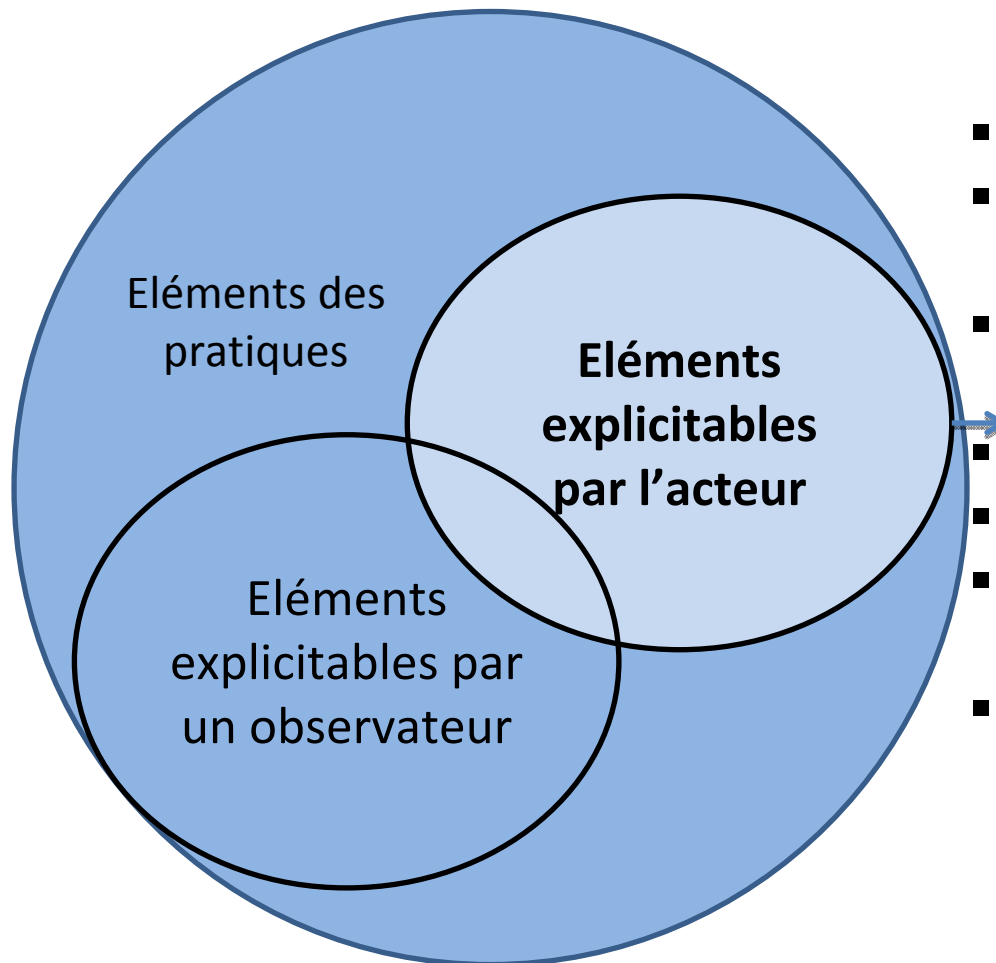 Eléments des
pratiques
Eléments
explicitables
par l’acteur
Eléments
explicitables par
un observateur